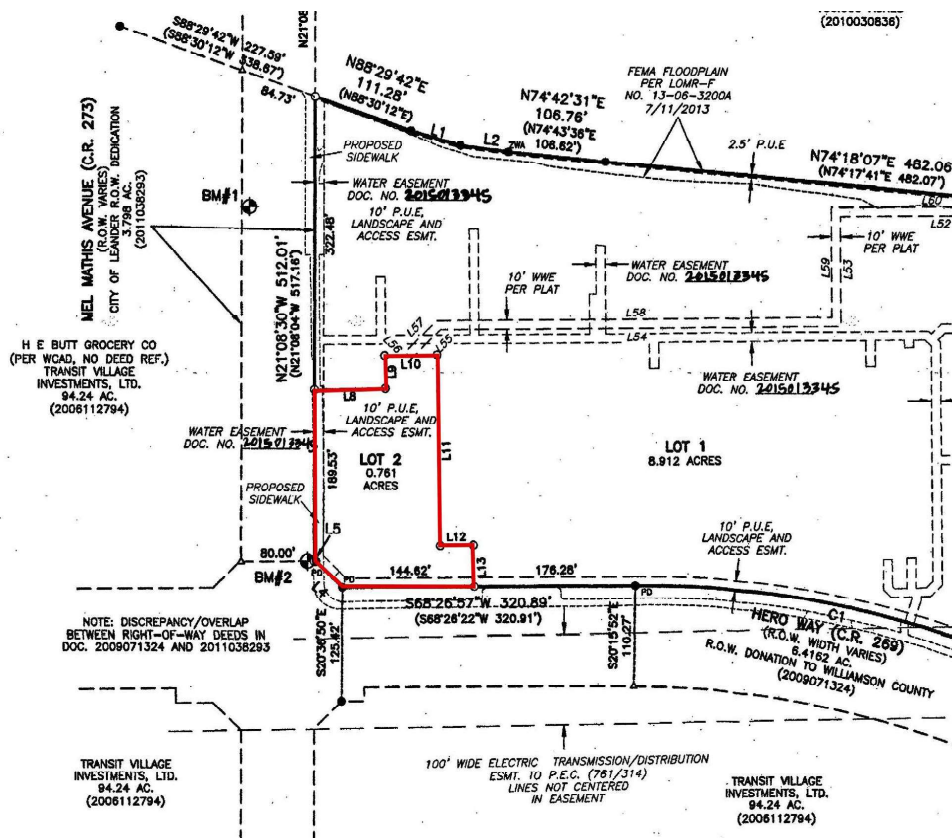 (2010030836)
S88°29'42"W 227.59'
(S88°30'12"W 338.67')
84.73'
N21°08
N88°29'42"E
111.28'
(N88°30'12"E)
L1
L2
ZWA
N74°42'31"E
106.76'
(N74°43'36"E
106.62')
FEMA FLOODPLAIN
PER LOMR-F
NO. 13-06-3200A
7/11/2013
2.5' P.U.E
N74°18'07"E 482.06
(N74°17'41"E 482.07)
L60
L52
PROPOSED
SIDEWALK
MEL MATHIS AVENUE (C.R. 273)
(R.O.W. VARIES)
CITY OF LEANDER R.O.W. DEDICATION
3.798 AC.
(2011038293)
BM#1
WATER EASEMENT
DOC. NO. 2015013345
10' P.U.E,
LANDSCAPE AND
ACCESS ESMT.
322.48'
N21°08'30"W 512.01'
(N21°08'04"W 517.16')
10' WWE
PER PLAT
WATER EASEMENT
DOC. NO. 2015013345
10' WWE
PER PLAT
L59
L53
L58
L54
L57
L56
L55
L10
L9
L8
H E BUTT GROCERY CO
(PER WCAD, NO DEED REF.)
TRANSIT VILLAGE
INVESTMENTS, LTD.
94.24 AC.
(2006112794)
WATER EASEMENT
DOC. NO. 2015013345
10' P.U.E,
LANDSCAPE AND
ACCESS ESMT.
WATER EASEMENT
DOC. NO. 2015013345
L11
LOT 2
0.761
ACRES
LOT 1
8.912 ACRES
189.53'
PROPOSED
SIDEWALK
L5
L12
L13
10' P.U.E,
LANDSCAPE AND
ACCESS ESMT.
80.00'
BM#2
PD
PD
144.62'
176.28'
PD
S68°26'57"W 320.89'
(S68°26'22"W 320.91')
C1
HERO WAY (C.R. 269)
(R.O.W. WIDTH VARIES)
6.4162 AC.
R.O.W. DONATION TO WILLIAMSON COUNTY
(2009071324)
NOTE: DISCREPANCY/OVERLAP
BETWEEN RIGHT-OF-WAY DEEDS IN
DOC. 2009071324 AND 2011038293
S20°36'50"E
125.42'
S20°15'52"E
110.27'
TRANSIT VILLAGE
INVESTMENTS, LTD.
94.24 AC.
(2006112794)
100' WIDE ELECTRIC TRANSMISSION/DISTRIBUTION
ESMT. TO P.E.C. (761/314)
LINES NOT CENTERED
IN EASEMENT
TRANSIT VILLAGE
INVESTMENTS, LTD.
94.24 AC.
(2006112794)